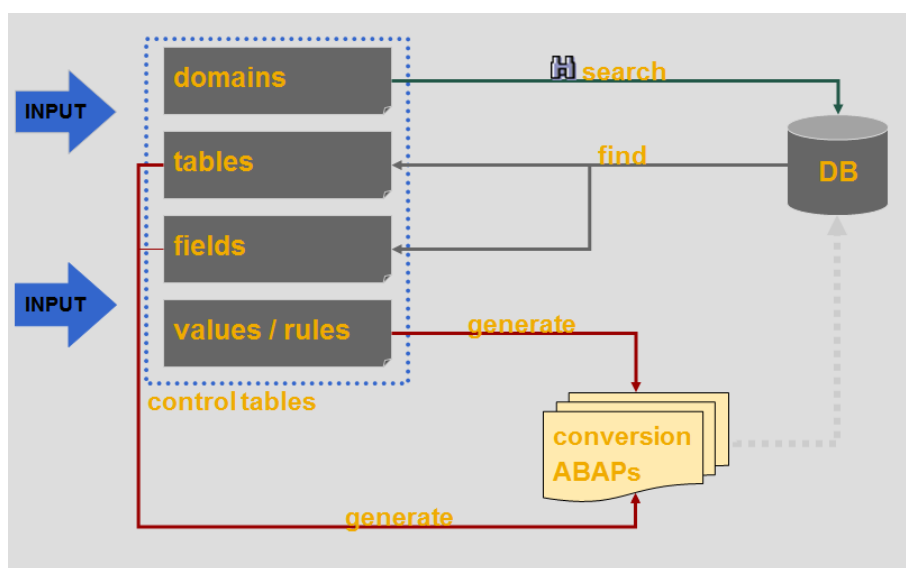 domains
search
INPUT
tables
find
DB
fields
INPUT
values / rules
generate
control tables
conversion
ABAPs
generate